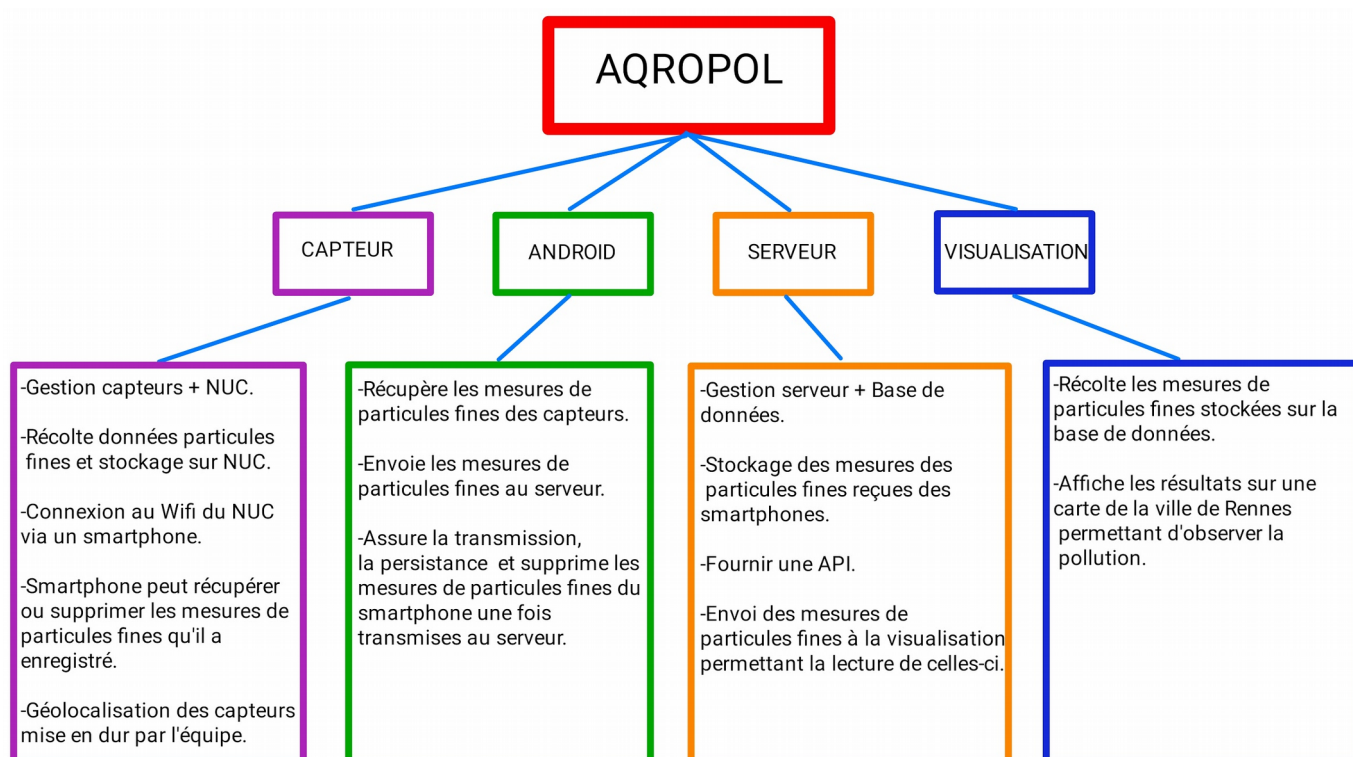 AQROPOL
CAPTEUR
ANDROID
SERVEUR
VISUALISATION
-Gestion capteurs + NUC.
-Récolte données particules
fines et stockage sur NUC.
-Connexion au Wifi du NUC
via un smartphone.
-Smartphone peut récupérer
ou supprimer les mesures de
particules fines qu'il a
enregistré.
-Géolocalisation des capteurs
mise en dur par l'équipe.
-Récupère les mesures de
particules fines des capteurs.
-Envoie les mesures de
particules fines au serveur.
-Assure la transmission,
la persistance et supprime les
mesures de particules fines du
smartphone une fois
transmises au serveur.
-Gestion serveur + Base de
données.
-Stockage des mesures des
particules fines reçues des
smartphones.
-Fournir une API.
-Envoi des mesures de
particules fines à la visualisation
permettant la lecture de celles-ci.
-Récolte les mesures de
particules fines stockées sur la
base de données.
-Affiche les résultats sur une
carte de la ville de Rennes
permettant d'observer la
pollution.